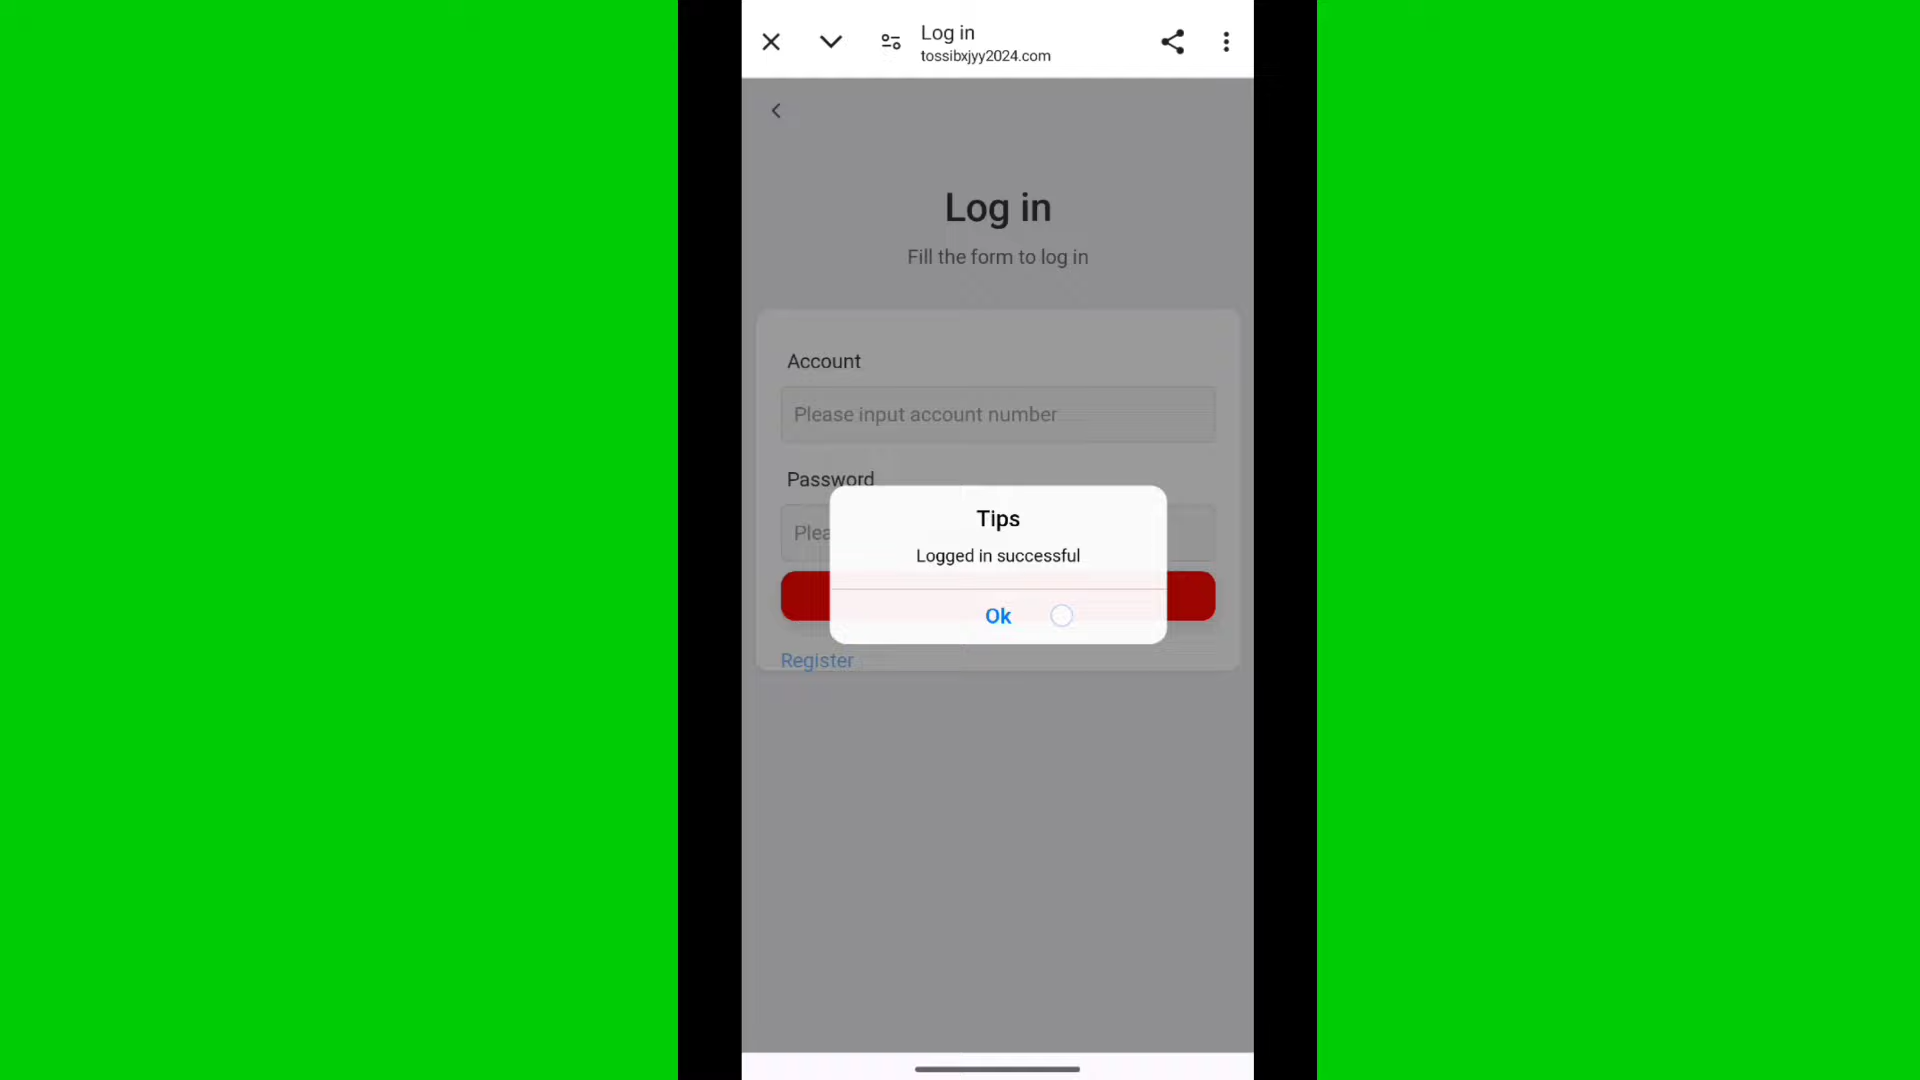 Log in
tossibxjyy2024.com
Log in
Fill the form to log in
Account
Please input account number
Password
Plea
Tips
Logged in successful
Ok
Register